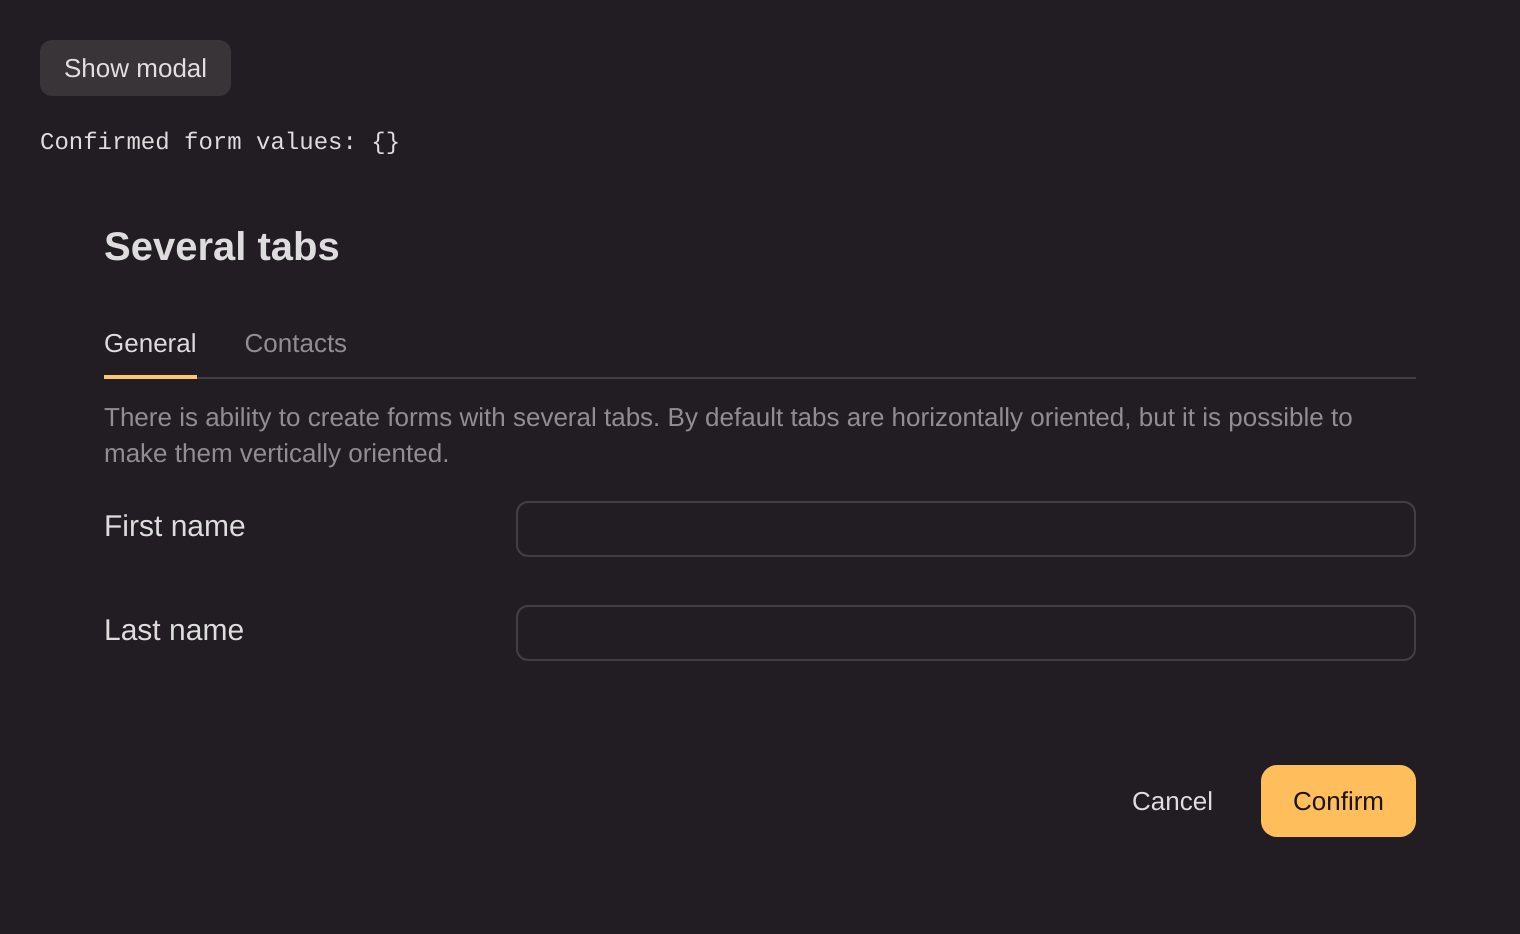 Show modal
Confirmed form values: {}
Several tabs
General Contacts
There is ability to create forms with several tabs. By default tabs are horizontally oriented, but it is possible to
make them vertically oriented.
First name
Last name
Cancel Confirm